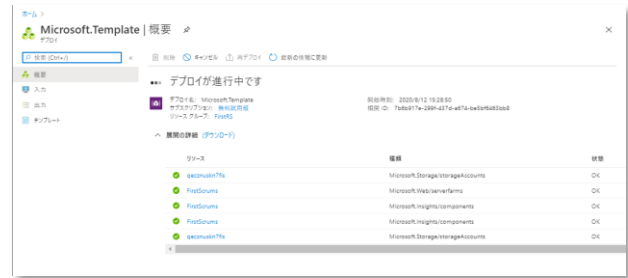 ホーム >
Microsoft.Template | 概要
デプロイ
検索 (Ctrl+/)
削除 キャンセル 再デプロイ 最新の状態に更新
概要
入力
出力
テンプレート
デプロイが進行中です
デプロイ名: Microsoft.Template
サブスクリプション: 無料試用版
リソース グループ: FirstRS
開始時刻: 2020/8/12 10:28:50
展開の詳細 (ダウンロード)
リソース 種類 状態
Microsoft.Storage/storageAccounts OK
FirstScrums Microsoft.Web/serverfarms OK
FirstScrums Microsoft.Insights/components OK
FirstScrums Microsoft.Insights/components OK
Microsoft.Storage/storageAccounts OK